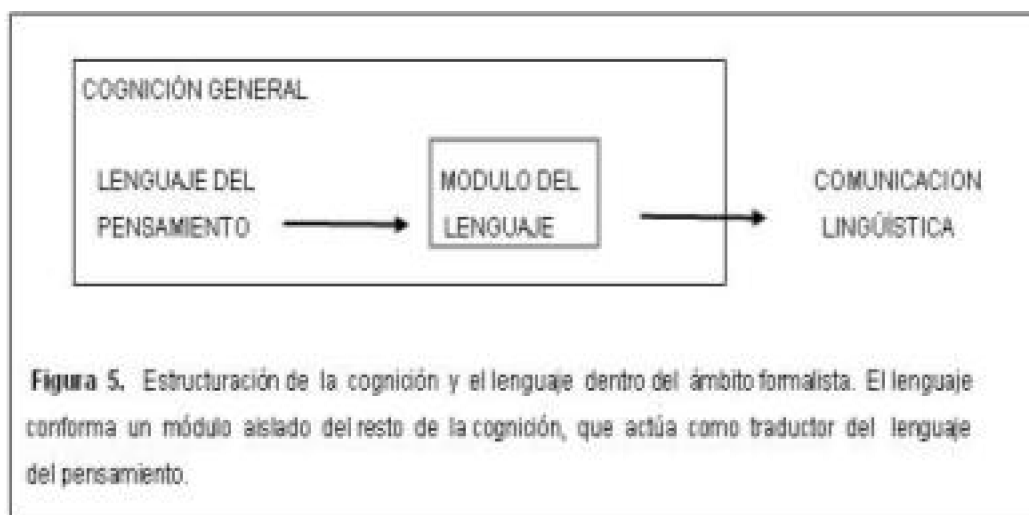 COGNICIÓN GENERAL
LENGUAJE DEL
PENSAMIENTO
MODULO DEL
LENGUAJE
COMUNICACION
LINGÜÍSTICA
Figura 5. Estructuración de la cognición y el lenguaje dentro del ámbito formalista. El lenguaje
conforma un módulo aislado del resto de la cognición, que actúa como traductor del lenguaje
del pensamiento.